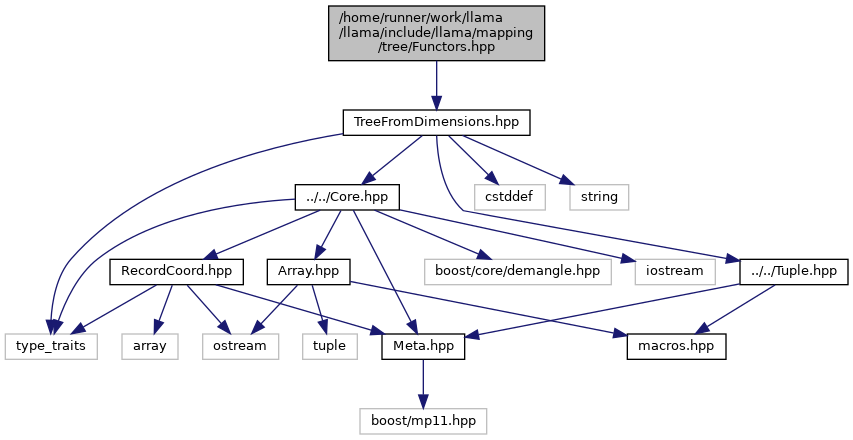 /home/runner/work/llama
/llama/include/llama/mapping
/tree/Functors.hpp
TreeFromDimensions.hpp
../../Core.hpp
cstddef
string
RecordCoord.hpp
Array.hpp
boost/core/demangle.hpp
iostream
../../Tuple.hpp
type_traits
array
ostream
tuple
Meta.hpp
macros.hpp
boost/mp11.hpp